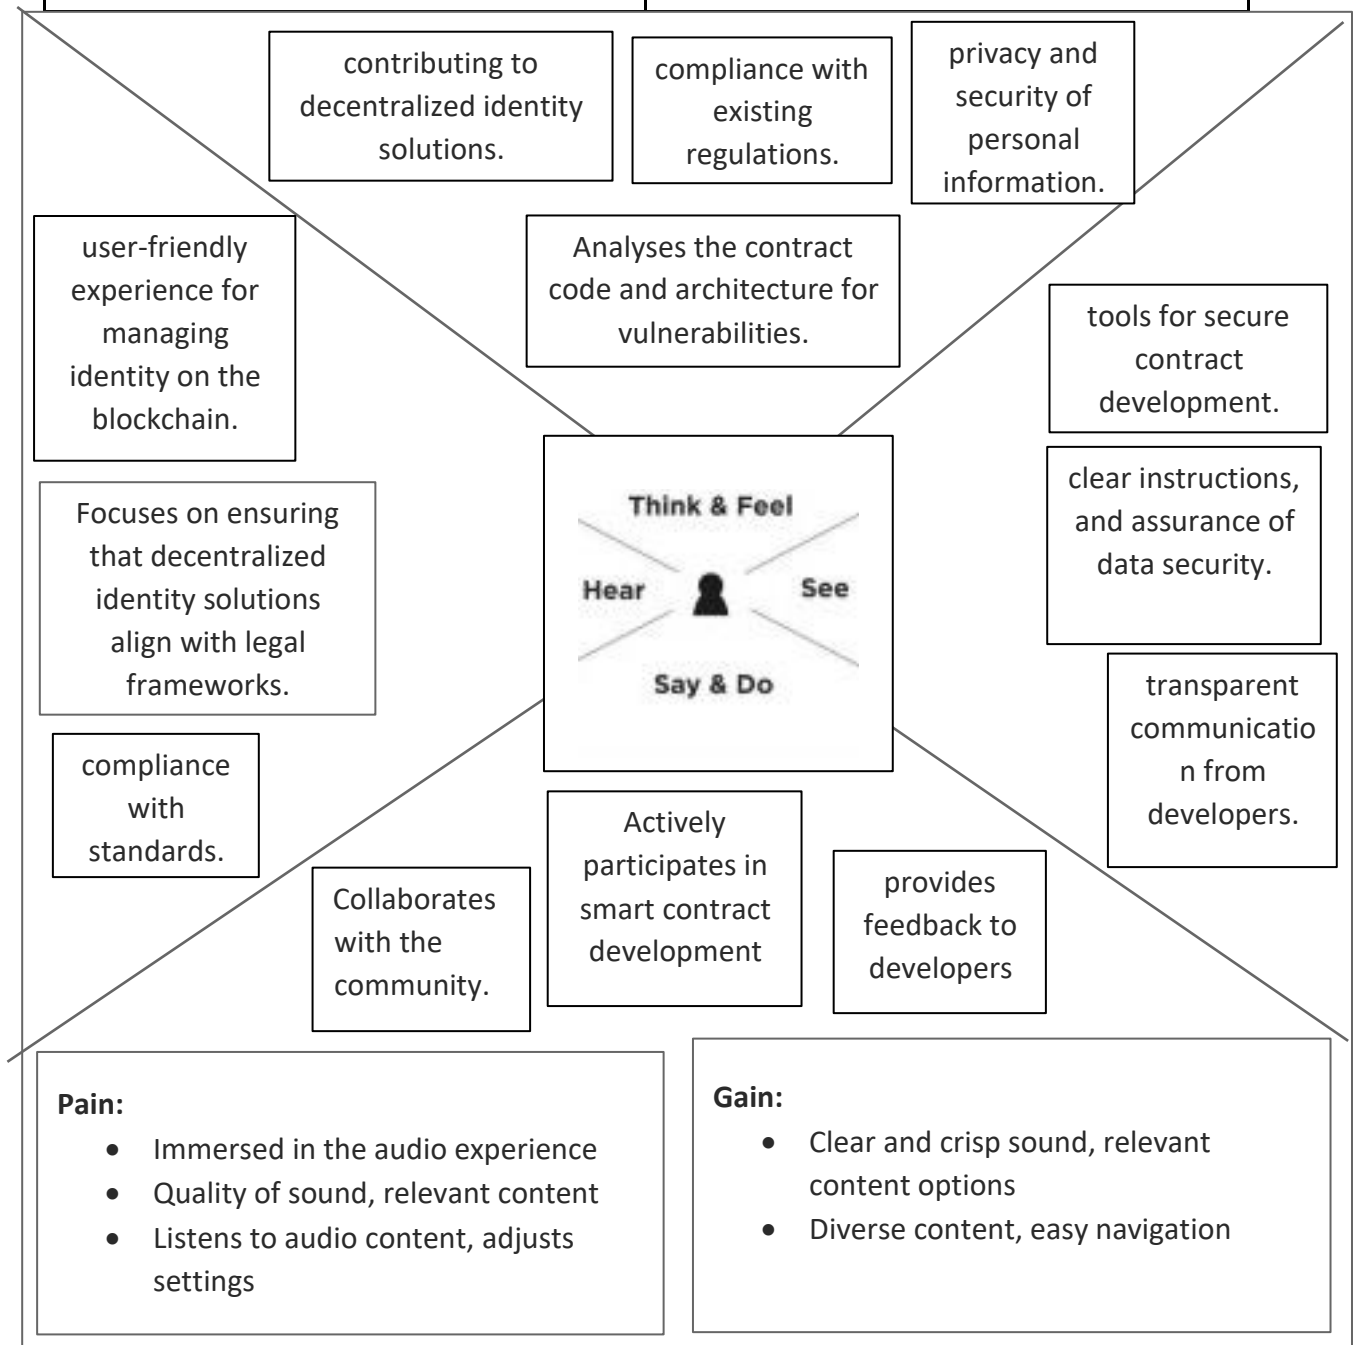 contributing to
decentralized identity
solutions.
compliance with
existing
regulations.
privacy and
security of
personal
information.
Analyses the contract
code and architecture for
vulnerabilities.
user-friendly
experience for
managing
identity on the
blockchain.
Focuses on ensuring
that decentralized
identity solutions
align with legal
frameworks.
compliance
with
standards.
Think & Feel
Hear
See
Say & Do
tools for secure
contract
development.
clear instructions,
and assurance of
data security.
transparent
communicatio
n from
developers.
Collaborates
with the
community.
Actively
participates in
smart contract
development
provides
feedback to
developers
Pain:
• Immersed in the audio experience
• Quality of sound, relevant content
• Listens to audio content, adjusts
settings
Gain:
• Clear and crisp sound, relevant
content options
• Diverse content, easy navigation